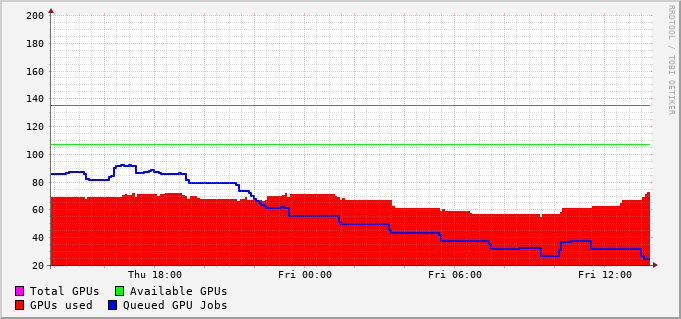 200
180
160
140
120
100
80
60
40
20
Thu 18:00 Fri 00:00 Fri 06:00 Fri 12:00
Total GPUs Available GPUs
GPUs used Queued GPU Jobs
RRDTOOL / TOBI OETIKER